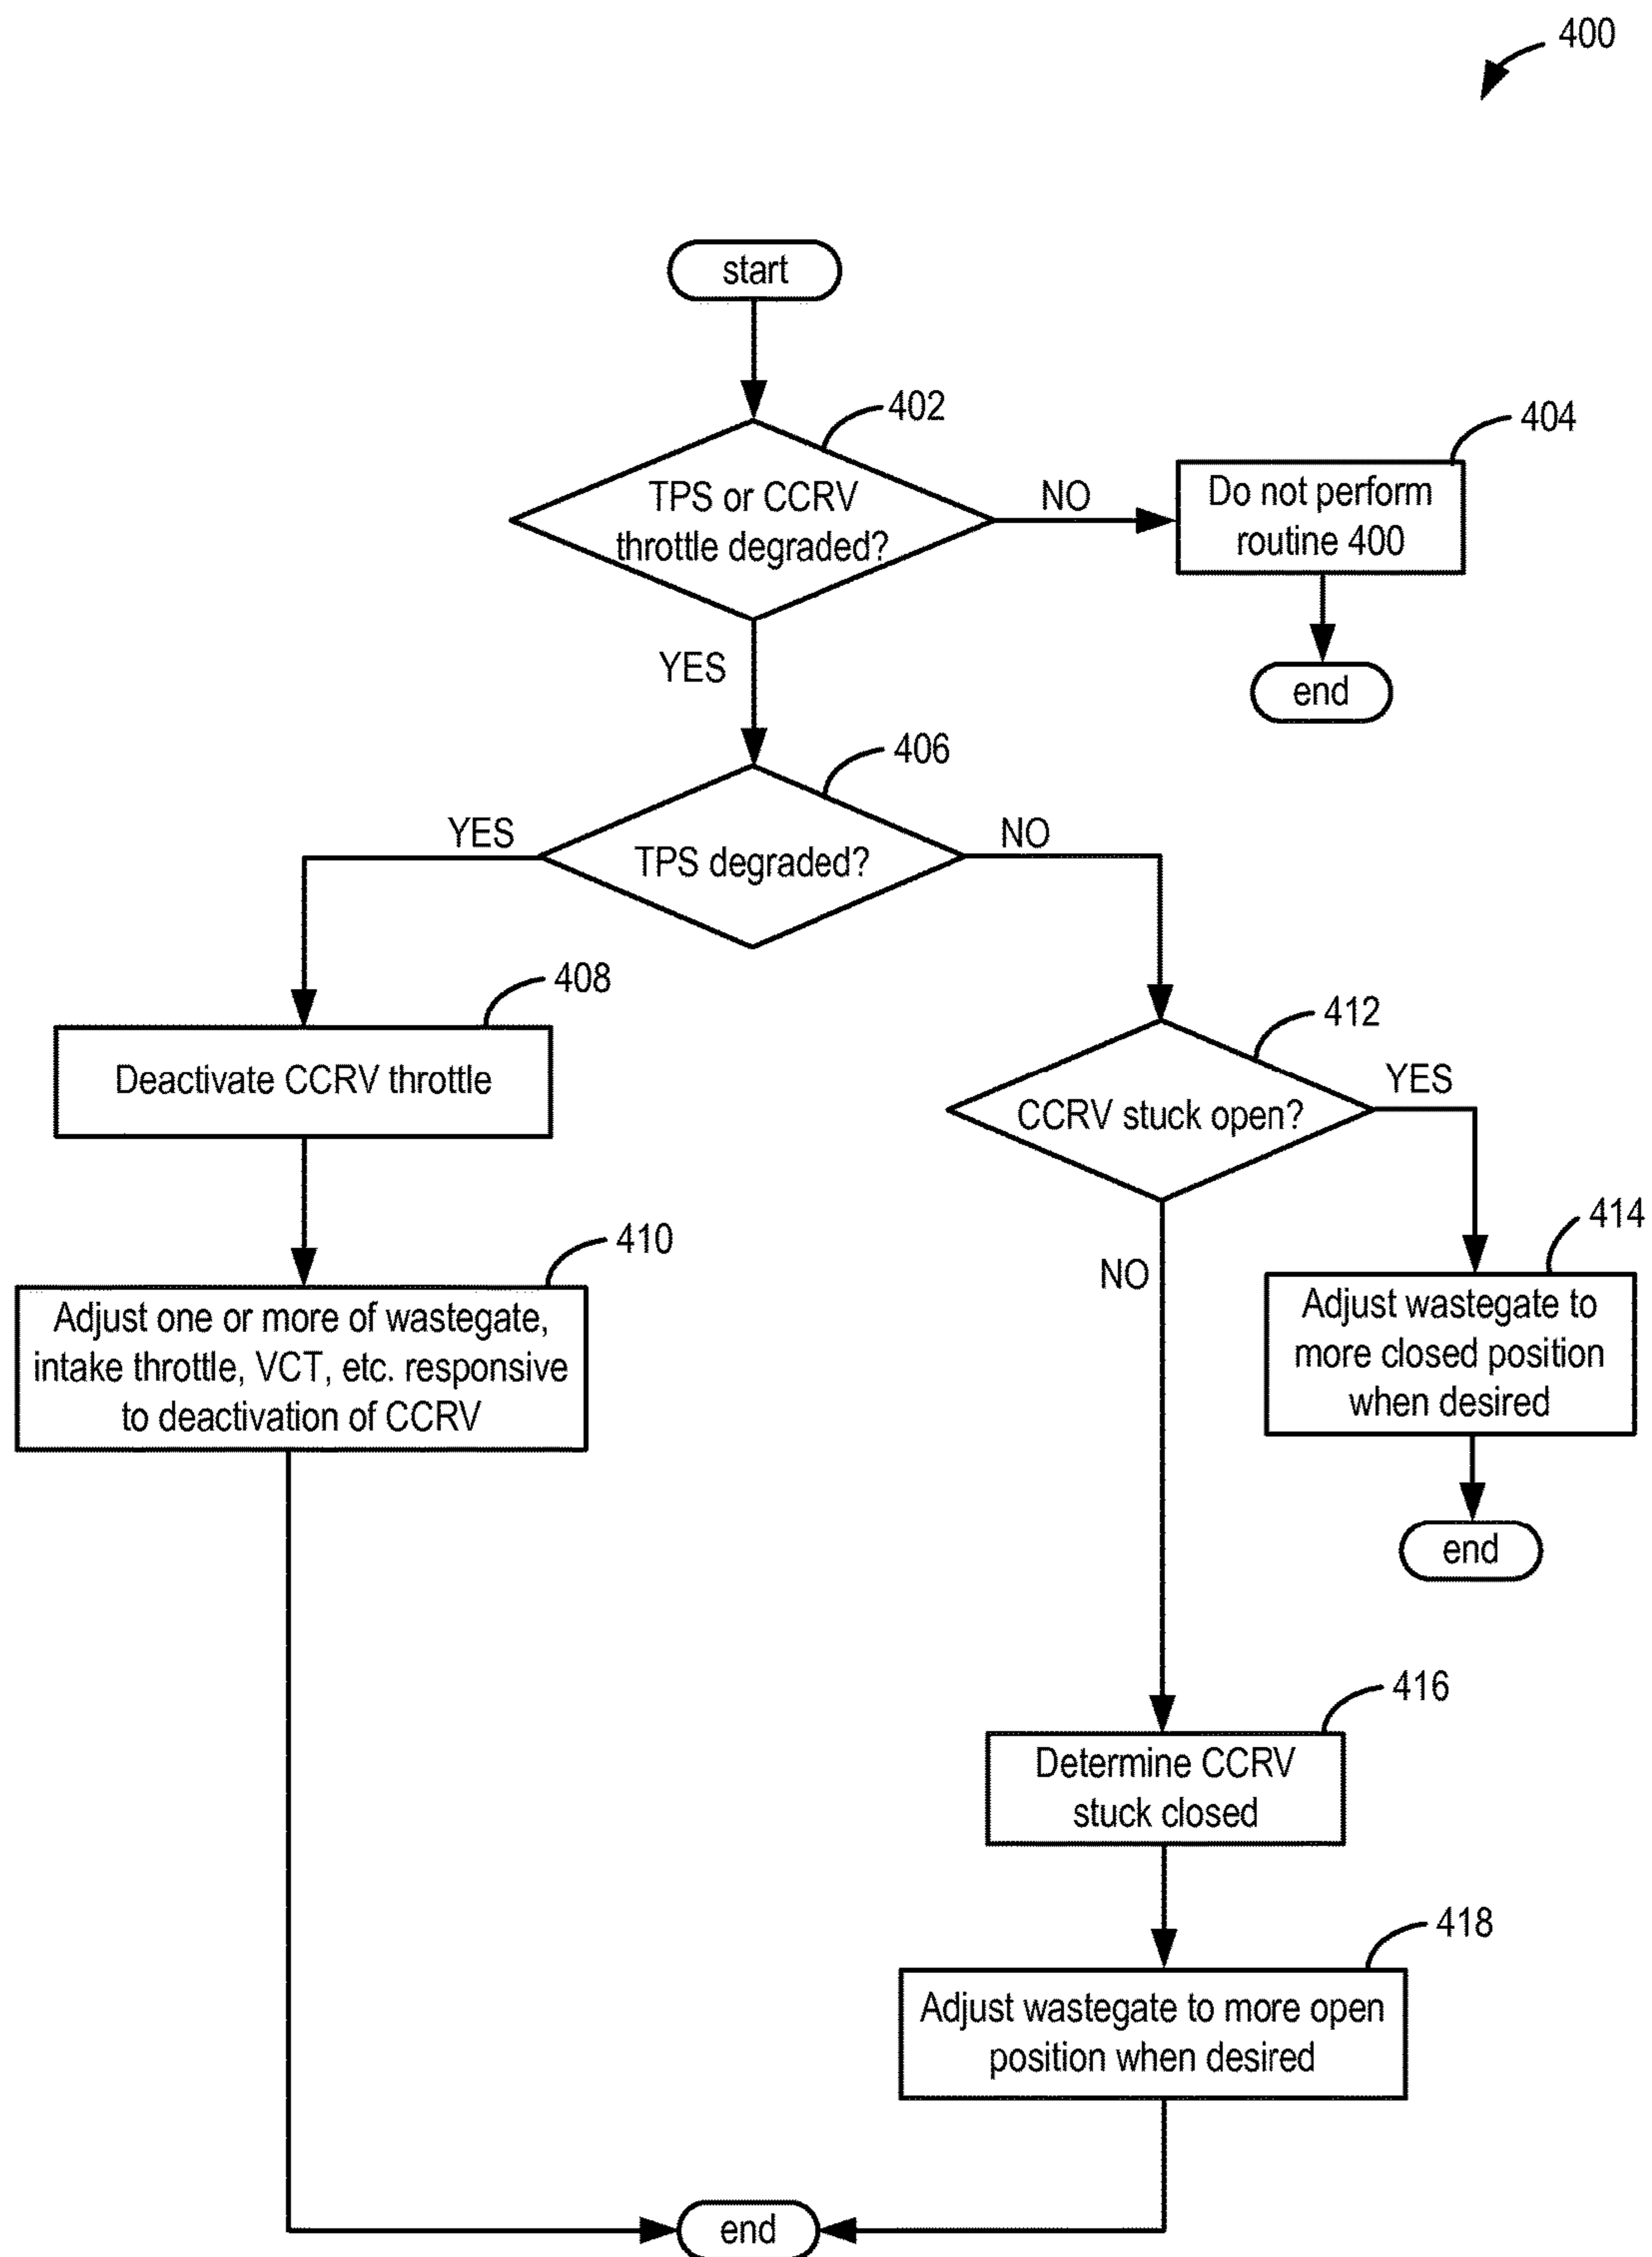 400
start
402
TPS or CCRV
throttle degraded?
NO
404
Do not perform
routine 400
end
YES
406
TPS degraded?
YES
NO
408
Deactivate CCRV throttle
412
CCRV stuck open?
YES
NO
410
Adjust one or more of wastegate,
intake throttle, VCT, etc. responsive
to deactivation of CCRV
414
Adjust wastegate to
more closed position
when desired
end
416
Determine CCRV
stuck closed
418
Adjust wastegate to more open
position when desired
end